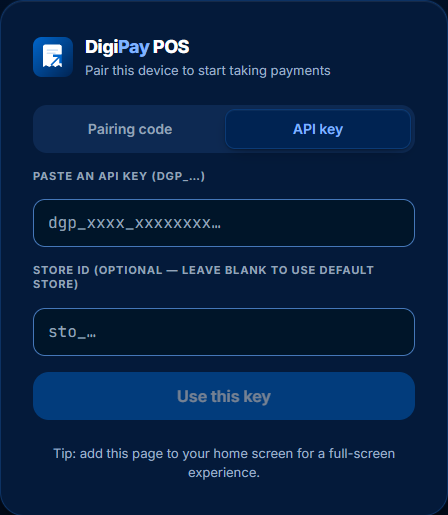 DigiPay POS
Pair this device to start taking payments
Pairing code
API key
PASTE AN API KEY (DGP_…)
dgp_xxxx_xxxxxxxx…
STORE ID (OPTIONAL — LEAVE BLANK TO USE DEFAULT
STORE)
sto_…
Use this key
Tip: add this page to your home screen for a full-screen
experience.